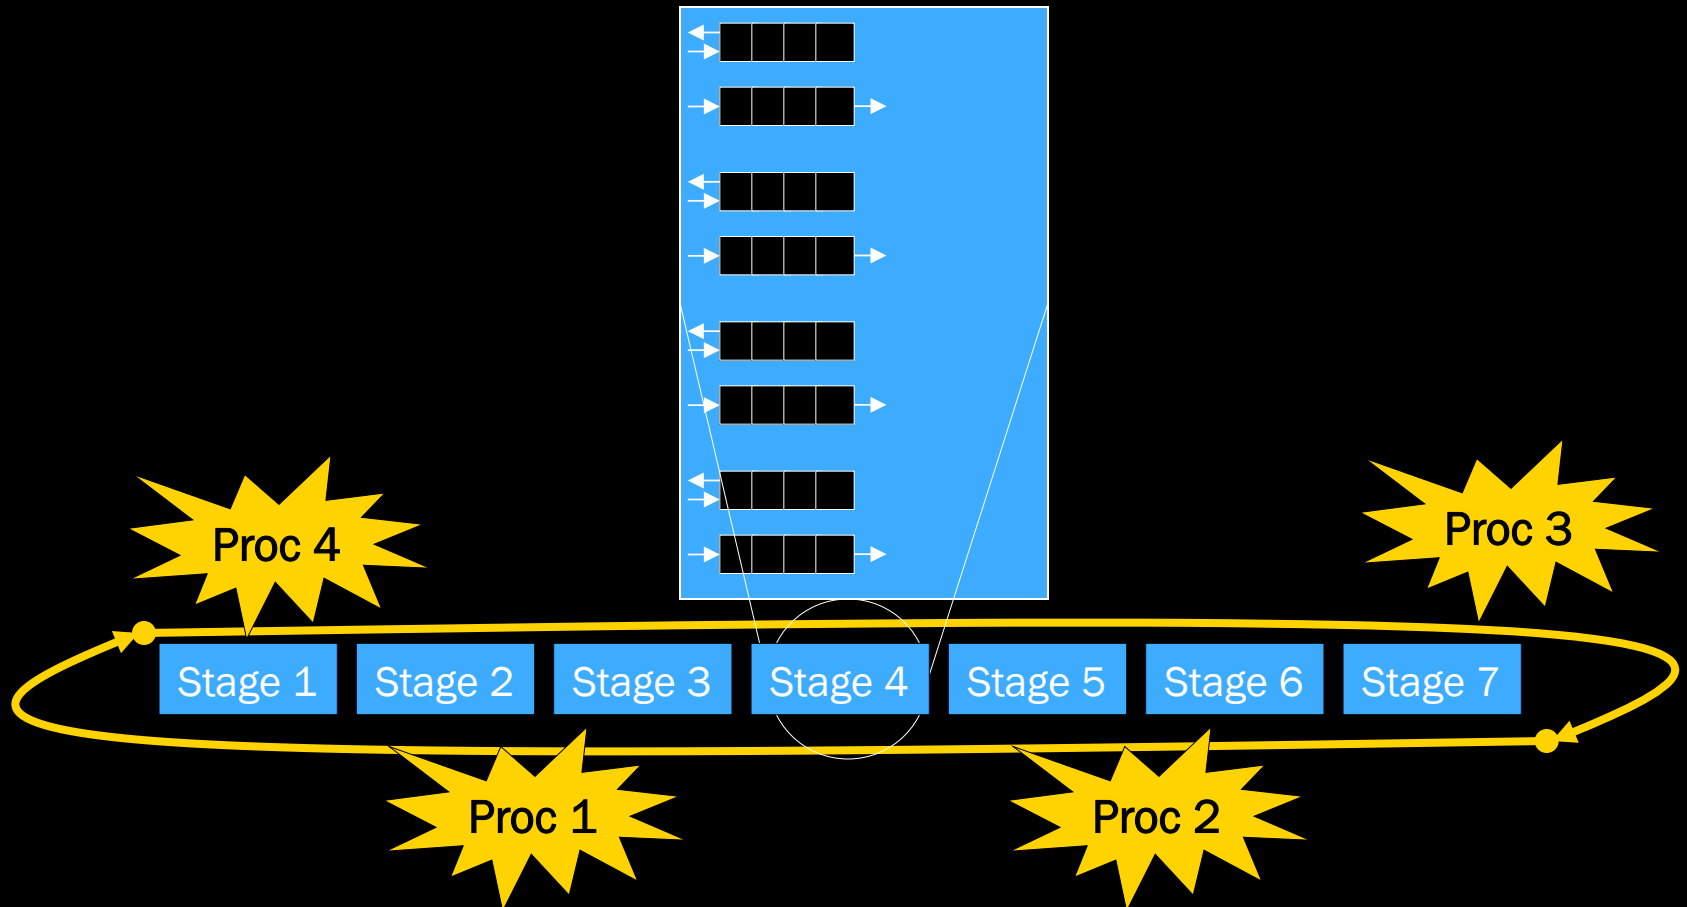 Proc 4
Proc 3
Stage 1
Stage 2
Stage 3
Stage 4
Stage 5
Stage 6
Stage 7
Proc 1
Proc 2